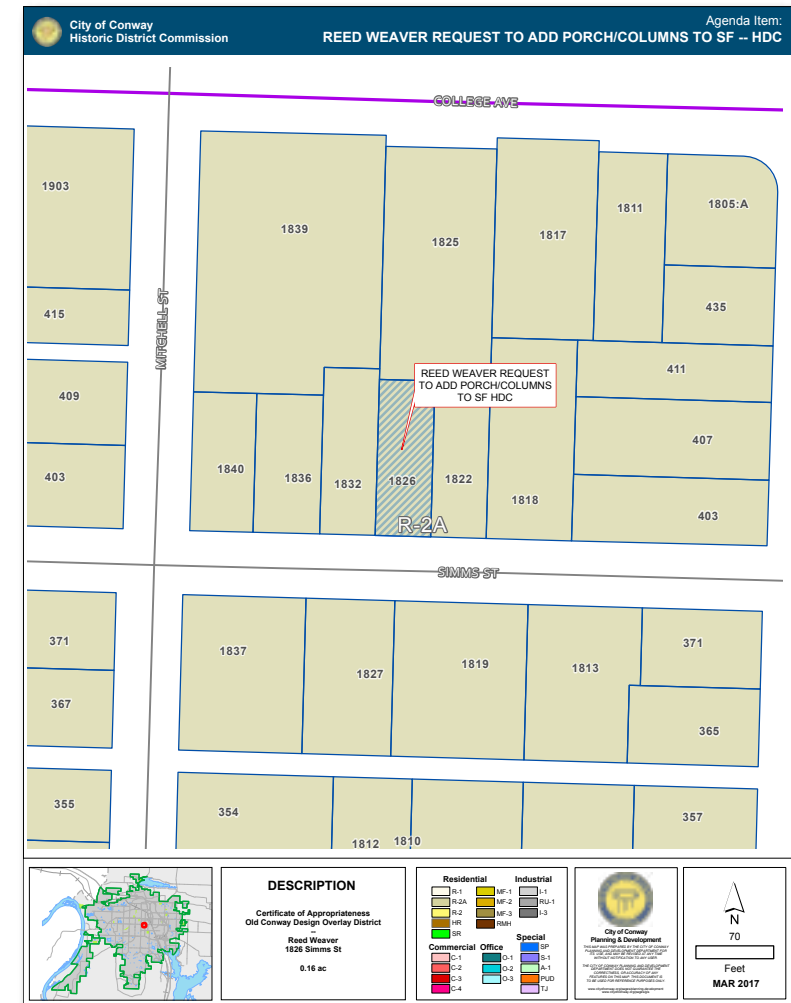 City of Conway
Historic District Commission
Agenda Item:
REED WEAVER REQUEST TO ADD PORCH/COLUMNS TO SF -- HDC
COLLEGE AVE
1903
1839
1825
1817
1811
1805:A
415
MITCHELL ST
435
409
REED WEAVER REQUEST
TO ADD PORCH/COLUMNS
TO SF HDC
411
407
403
1840
1836
1832
1826
1822
1818
403
R-2A
SIMMS ST
371
1837
1827
1819
1813
371
367
365
355
354
1812
1810
357
DESCRIPTION
Certificate of Appropriateness
Old Conway Design Overlay District
--
Reed Weaver
1826 Simms St
0.16 ac
Residential
R-1
R-2A
R-2
HR
SR
MF-1
MF-2
MF-3
RMH
Industrial
I-1
RU-1
I-3
Commercial
C-1
C-2
C-3
C-4
Office
O-1
O-2
O-3
Special
SP
S-1
A-1
PUD
TJ
City of Conway
Planning & Development
N
70
Feet
MAR 2017